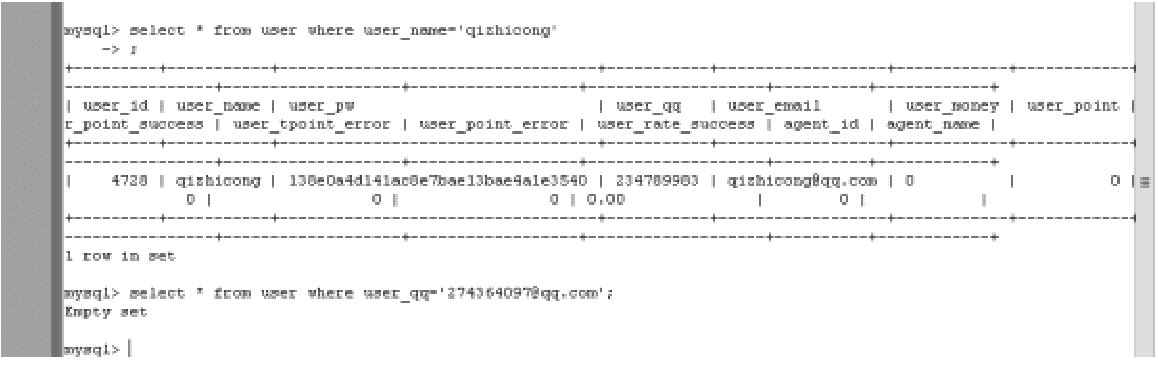 mysql> select * from user where user_name='qizhicong'
    -> ;
| user_id | user_name | user_pw | user_qq | user_email | user_money | user_point |
r_point_success | user_tpoint_error | user_point_error | user_rate_success | agent_id | agent_name |
| 4728 | qizhicong | 138e0a4d141ac8e7bae13bae4a1e3540 | 234789983 | qizhicong@qq.com | 0 | 0 |
0 | 0 | 0 | 0.00 | 0 | |
1 row in set
mysql> select * from user where user_qq='274364097@qq.com';
Empty set
mysql>